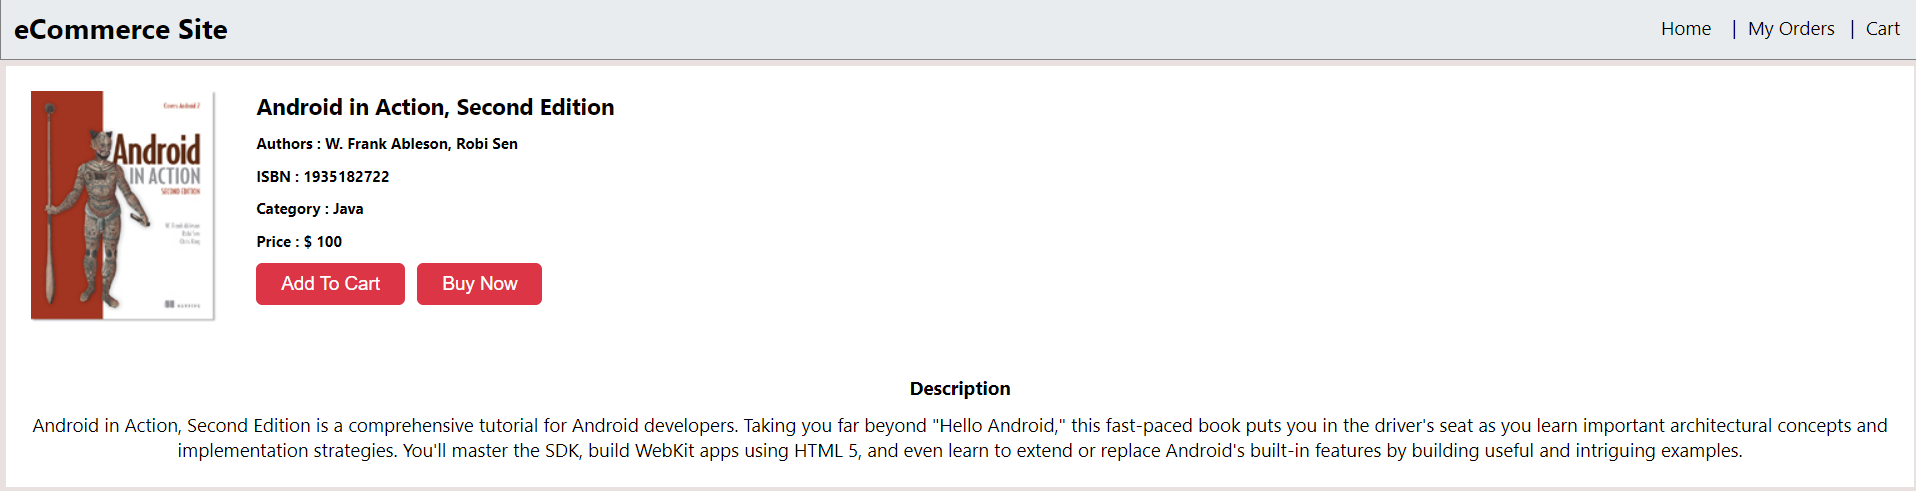 eCommerce Site
Home | My Orders | Cart
Covers Android 2
Android
IN ACTION
SECOND EDITION
W. Frank Ableson
Robi Sen
Chris King
MANNING
Android in Action, Second Edition
Authors : W. Frank Ableson, Robi Sen
ISBN : 1935182722
Category : Java
Price : $ 100
Add To Cart
Buy Now
Description
Android in Action, Second Edition is a comprehensive tutorial for Android developers. Taking you far beyond "Hello Android," this fast-paced book puts you in the driver's seat as you learn important architectural concepts and
implementation strategies. You'll master the SDK, build WebKit apps using HTML 5, and even learn to extend or replace Android's built-in features by building useful and intriguing examples.